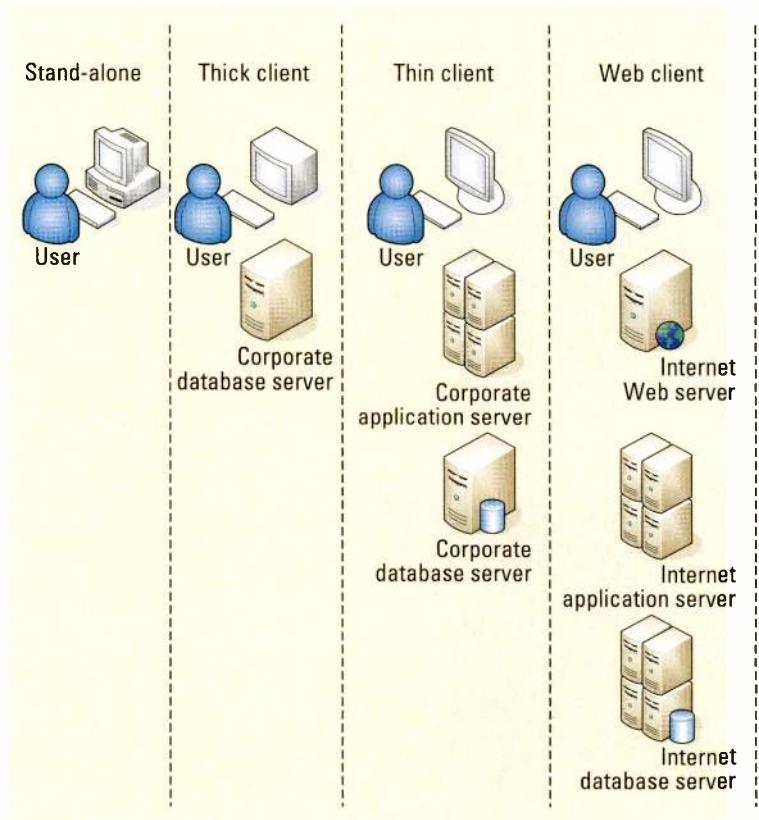 Stand-alone
Thick client
Thin client
Web client
User
User
User
User
Corporate
database server
Corporate
application server
Corporate
database server
Internet
Web server
Internet
application server
Internet
database server